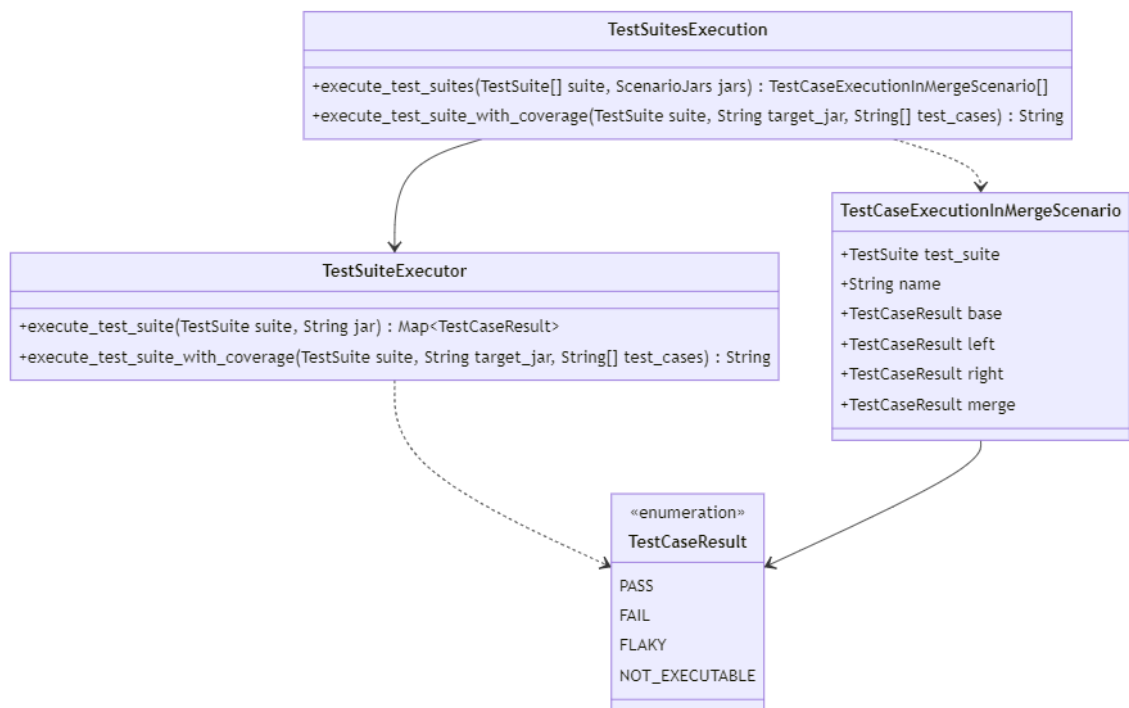 TestSuitesExecution
+execute_test_suites(TestSuite[] suite, ScenarioJars jars) : TestCaseExecutionInMergeScenario[]
+execute_test_suite_with_coverage(TestSuite suite, String target_jar, String[] test_cases) : String
TestCaseExecutionInMergeScenario
+TestSuite test_suite
+String name
+TestCaseResult base
+TestCaseResult left
+TestCaseResult right
+TestCaseResult merge
TestSuiteExecutor
+execute_test_suite(TestSuite suite, String jar) : Map<TestCaseResult>
+execute_test_suite_with_coverage(TestSuite suite, String target_jar, String[] test_cases) : String
«enumeration»
TestCaseResult
PASS
FAIL
FLAKY
NOT_EXECUTABLE